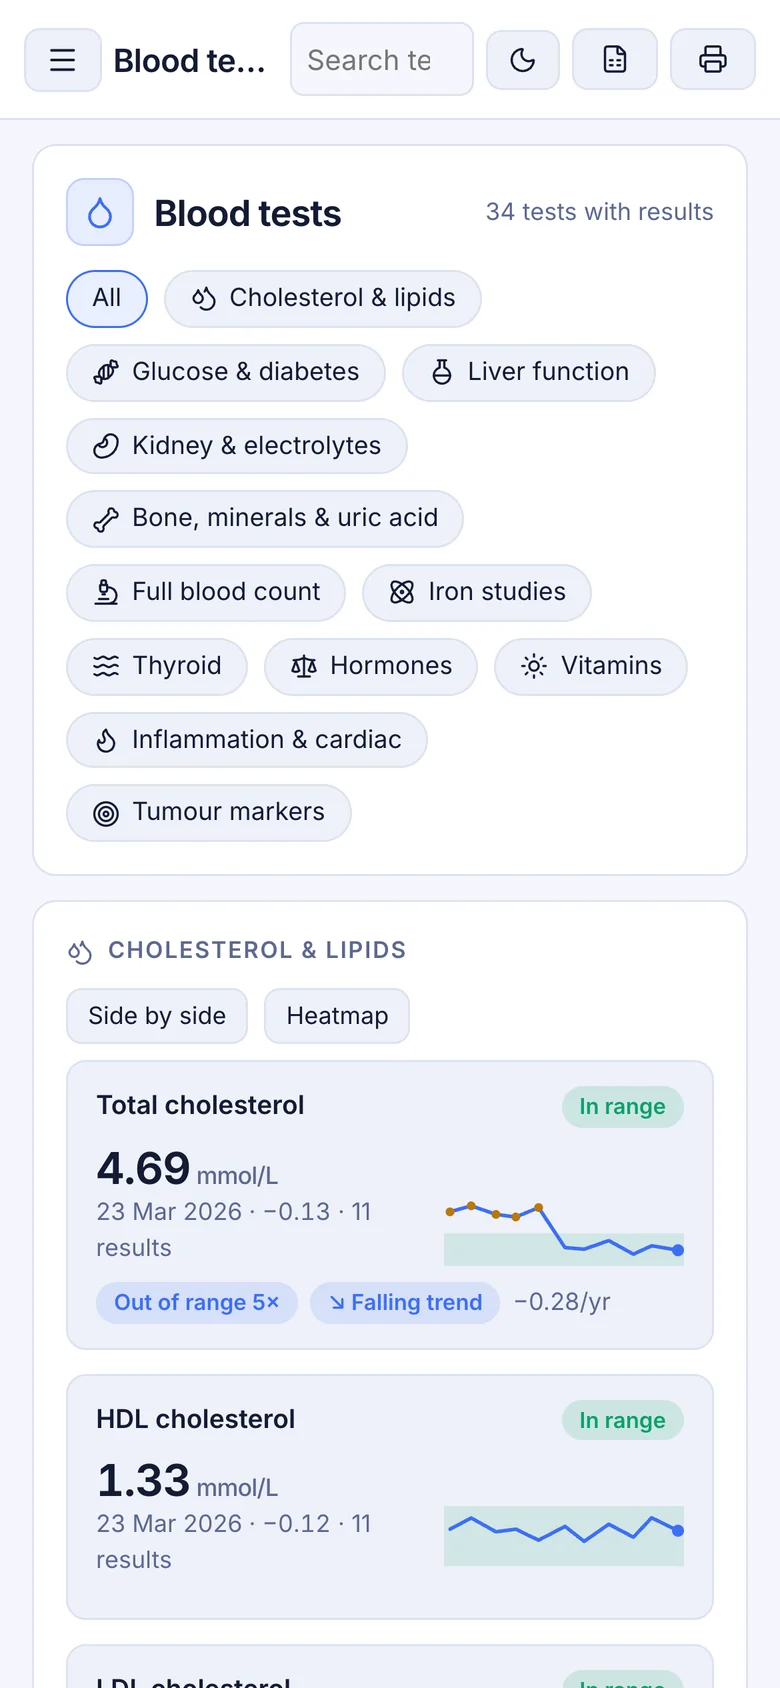 Blood te...
Search te
Blood tests
34 tests with results
All
Cholesterol & lipids
Glucose & diabetes
Liver function
Kidney & electrolytes
Bone, minerals & uric acid
Full blood count
Iron studies
Thyroid
Hormones
Vitamins
Inflammation & cardiac
Tumour markers
CHOLESTEROL & LIPIDS
Side by side
Heatmap
Total cholesterol
In range
4.69 mmol/L
23 Mar 2026 · −0.13 · 11
results
Out of range 5×
↘ Falling trend
−0.28/yr
HDL cholesterol
In range
1.33 mmol/L
23 Mar 2026 · −0.12 · 11
results
LDL cholesterol
In range